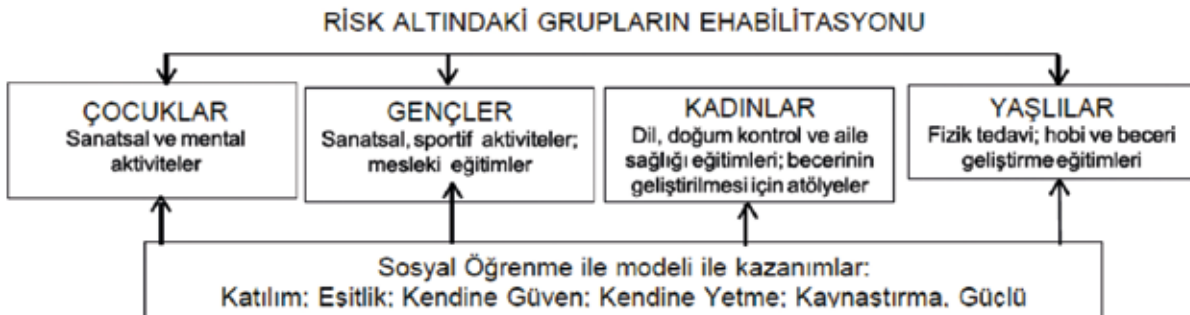 RİSK ALTINDAKİ GRUPLARIN EHABİLİTASYONU
ÇOCUKLAR
Sanatsal ve mental
aktiviteler
GENÇLER
Sanatsal, sportif aktiviteler;
mesleki eğitimler
KADINLAR
Dil, doğum kontrol ve aile
sağlığı eğitimleri; becerinin
geliştirilmesi için atölyeler
YAŞLILAR
Fizik tedavi; hobi ve beceri
geliştirme eğitimleri
Sosyal Öğrenme ile modeli ile kazanımlar:
Katılım; Eşitlik; Kendine Güven; Kendine Yetme; Kaynaştırma, Güçlü